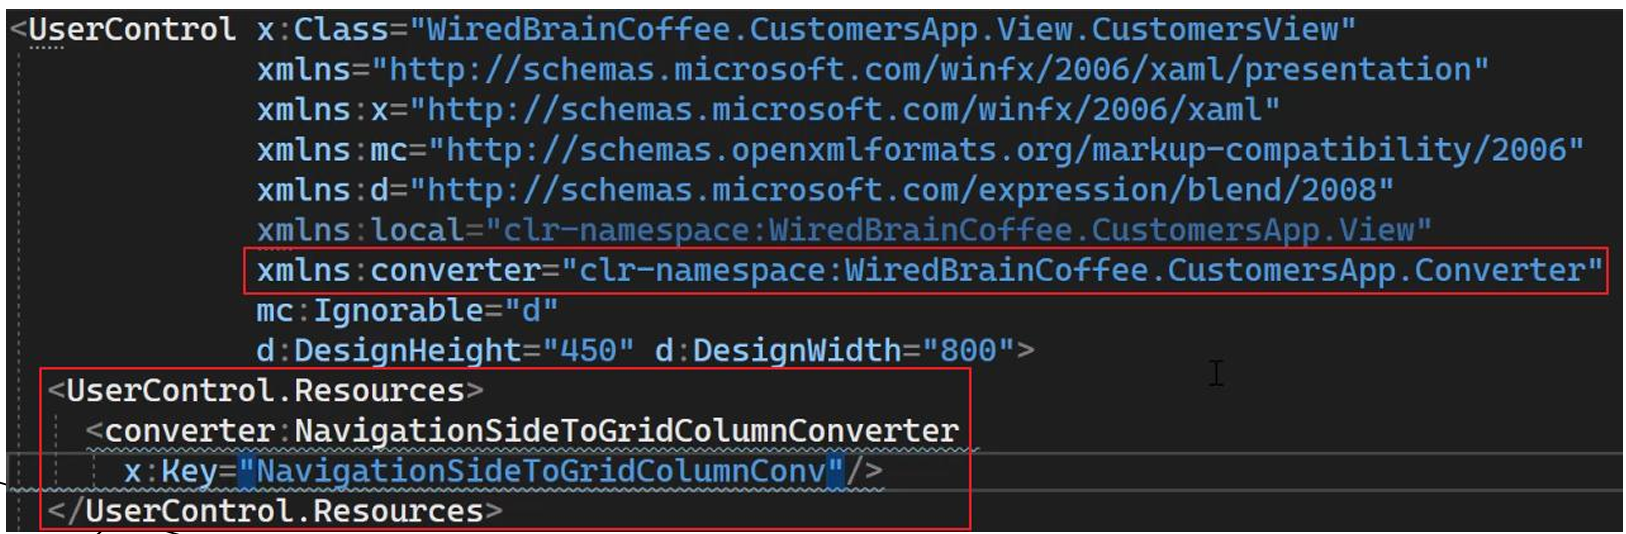 <UserControl x:Class="WiredBrainCoffee.CustomersApp.View.CustomersView"
xmlns="http://schemas.microsoft.com/winfx/2006/xaml/presentation"
xmlns:x="http://schemas.microsoft.com/winfx/2006/xaml"
xmlns:mc="http://schemas.openxmlformats.org/markup-compatibility/2006"
xmlns:d="http://schemas.microsoft.com/expression/blend/2008"
xmlns:local="clr-namespace:WiredBrainCoffee.CustomersApp.View"
xmlns:converter="clr-namespace:WiredBrainCoffee.CustomersApp.Converter"
mc:Ignorable="d"
d:DesignHeight="450" d:DesignWidth="800">
<UserControl.Resources>
<converter:NavigationSideToGridColumnConverter
x:Key="NavigationSideToGridColumnConv"/>
</UserControl.Resources>